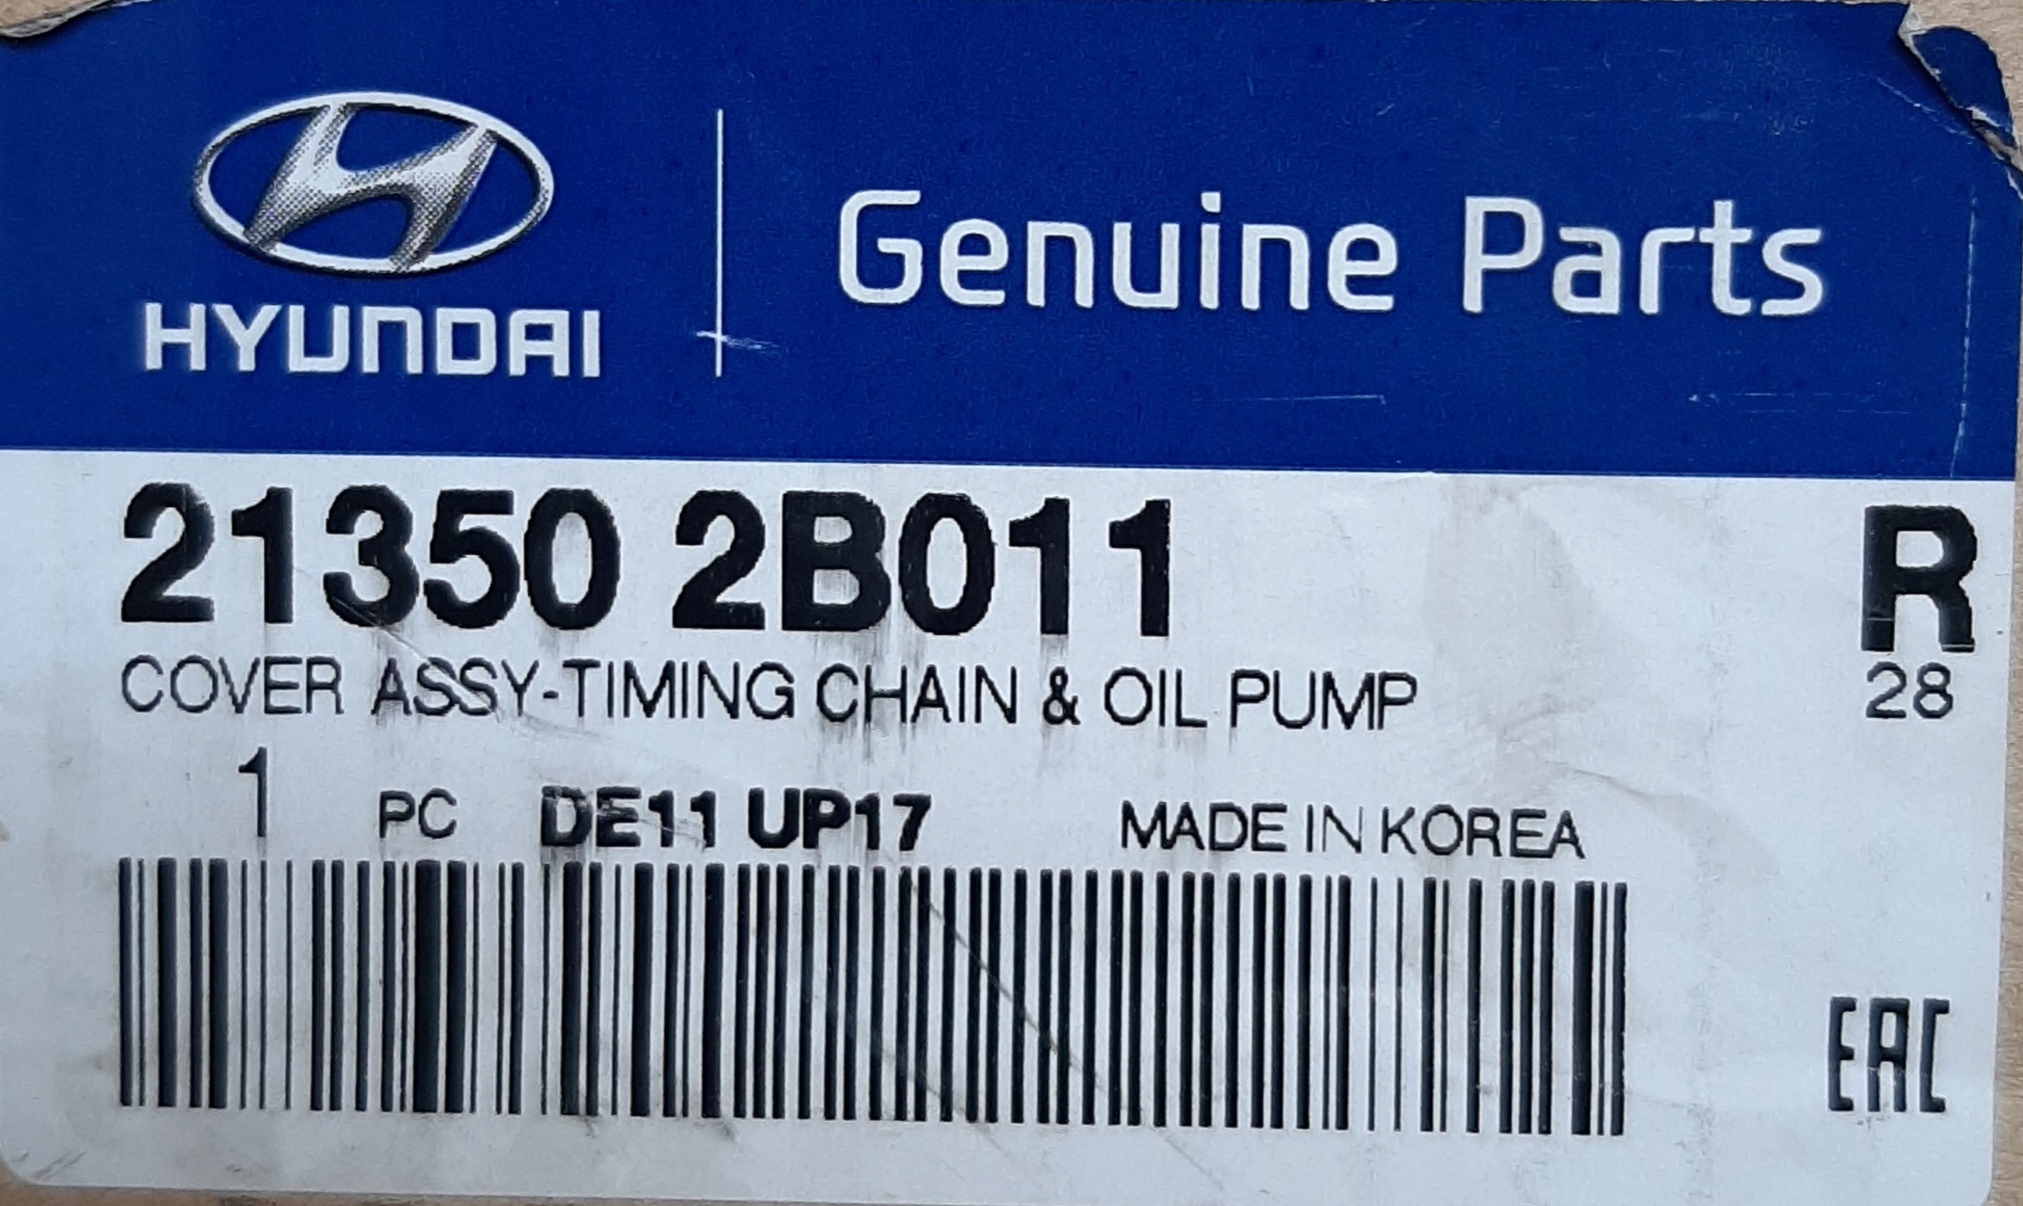 HYUNDAI
Genuine Parts
21350 2B011
R
COVER ASSY-TIMING CHAIN & OIL PUMP
28
1 PC DE11 UP17 MADE IN KOREA
EAC